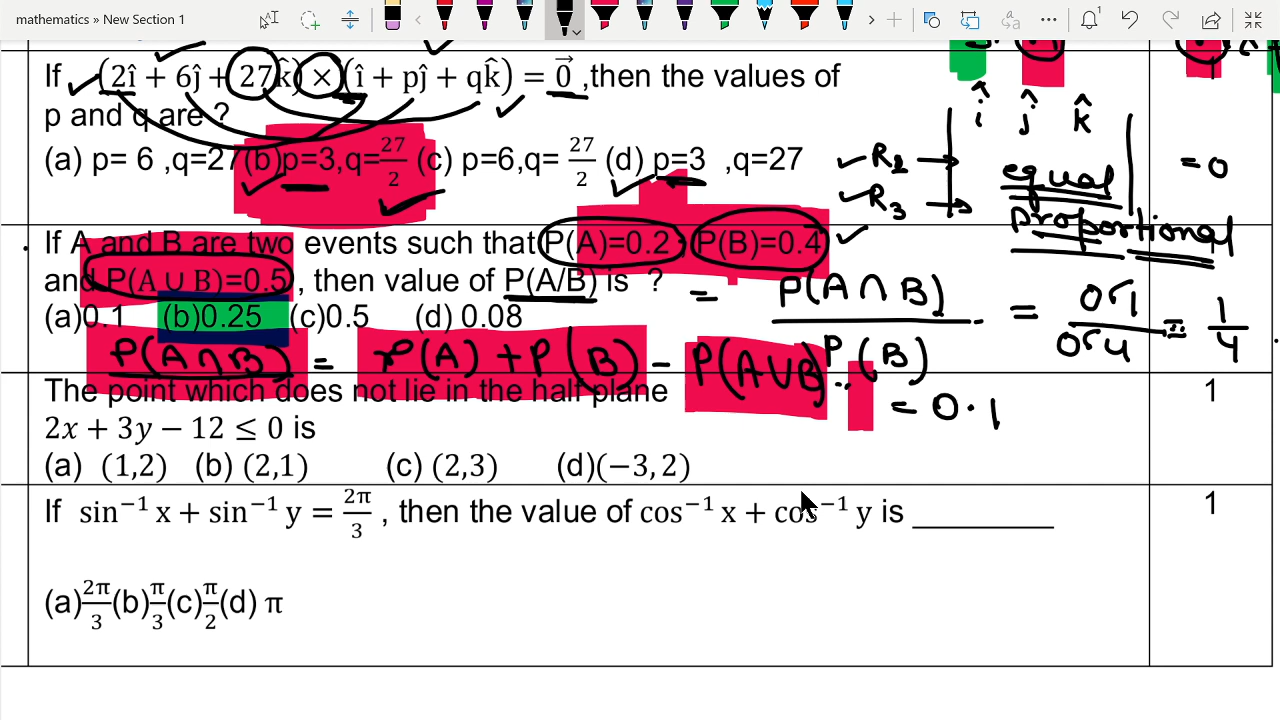 mathematics » New Section 1
If (2î + 6ĵ + 27k̂) × (î + pĵ + qk̂) = 0⃗ ,then the values of
p and q are ?
(a) p= 6 ,q=27 (b)p=3,q=27/2 (c) p=6,q= 27/2 (d) p=3 ,q=27
1
î ĵ k̂
R₂ → equal = 0
R₃ → proportional
If A and B are two events such that P(A)=0.2, P(B)=0.4
and P(A ∪ B)=0.5 , then value of P(A/B) is ? = P(A∩B)/P(B) = 0.1/0.4 = 1/4
(a)0.1 (b)0.25 (c)0.5 (d) 0.08
P(A∩B) = P(A) + P(B) − P(A∪B)
= 0.1
The point which does not lie in the half plane 1
2x + 3y − 12 ≤ 0 is
(a) (1,2) (b) (2,1) (c) (2,3) (d)(−3, 2)
If sin⁻¹ x + sin⁻¹ y = 2π/3 , then the value of cos⁻¹ x + cos⁻¹ y is ________ 1
(a)2π/3(b)π/3(c)π/2(d) π